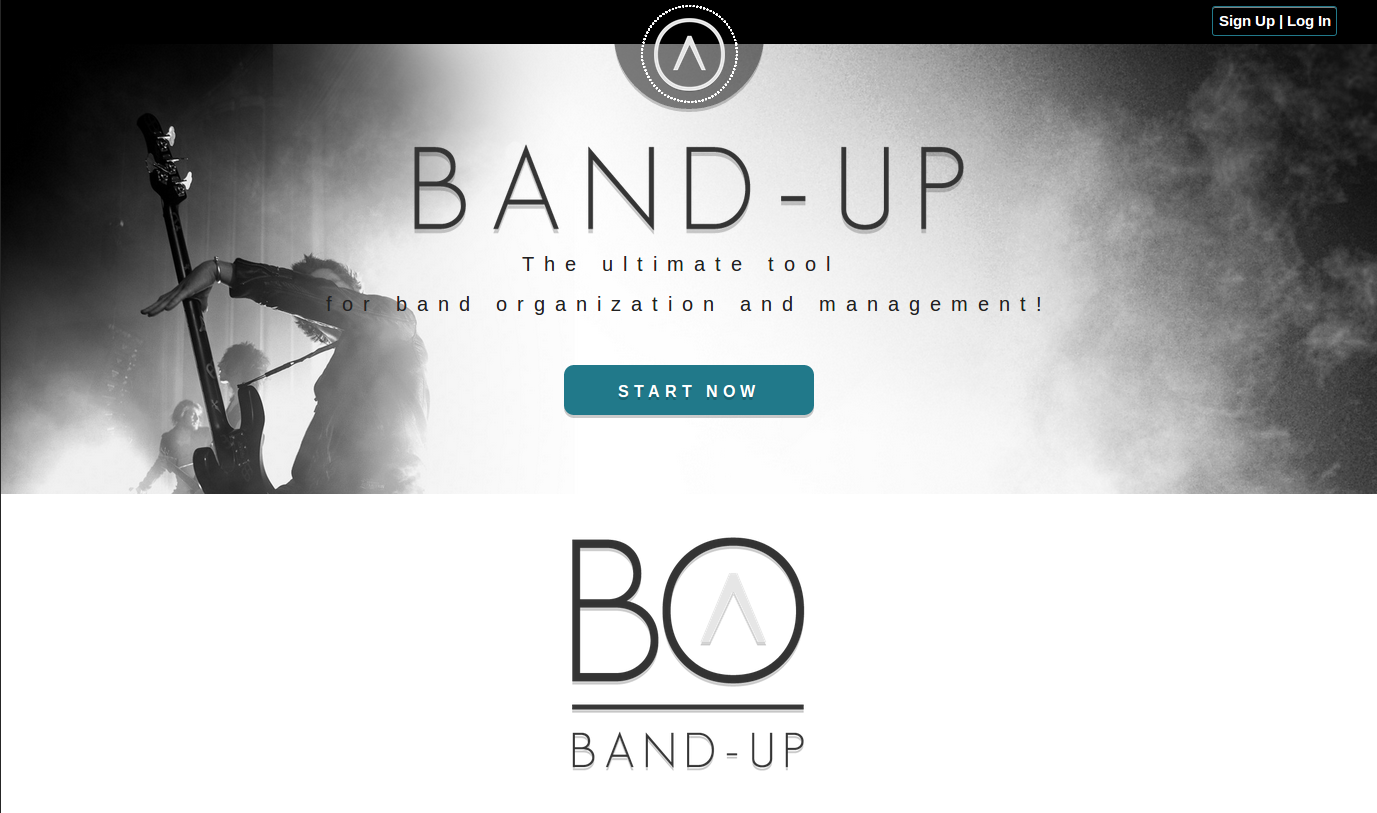 Sign Up | Log In
BAND-UP
The ultimate tool
for band organization and management!
START NOW
BO
BAND-UP